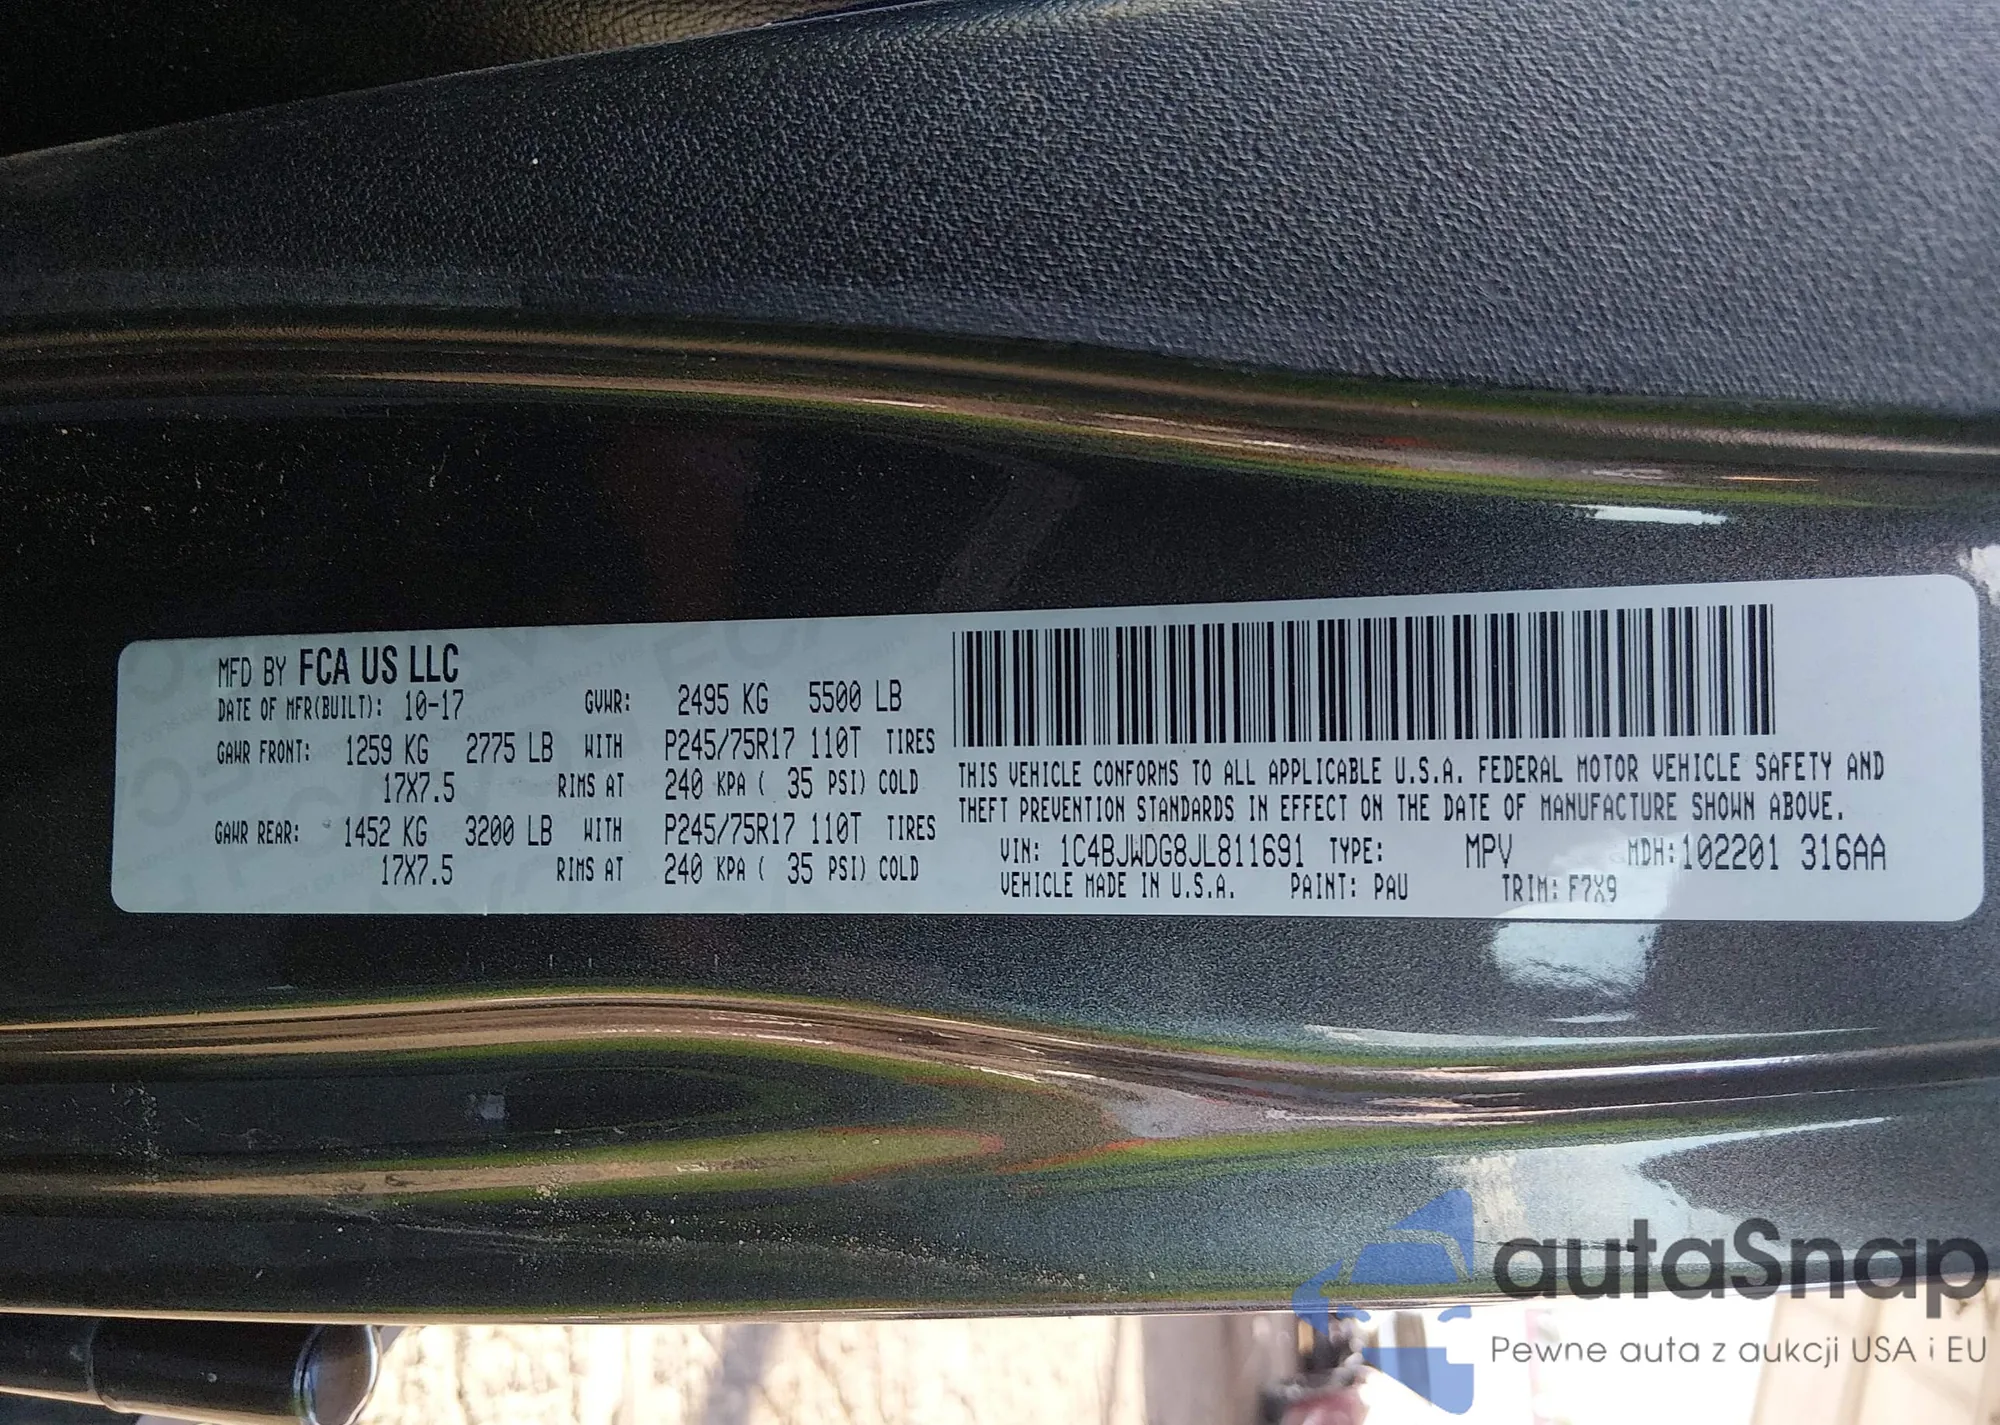 MFD BY FCA US LLC
DATE OF MFR(BUILT): 10-17 GVWR: 2495 KG 5500 LB
GAWR FRONT: 1259 KG 2775 LB WITH P245/75R17 110T TIRES
17X7.5 RIMS AT 240 KPA ( 35 PSI) COLD
GAWR REAR: 1452 KG 3200 LB WITH P245/75R17 110T TIRES
17X7.5 RIMS AT 240 KPA ( 35 PSI) COLD
THIS VEHICLE CONFORMS TO ALL APPLICABLE U.S.A. FEDERAL MOTOR VEHICLE SAFETY AND
THEFT PREVENTION STANDARDS IN EFFECT ON THE DATE OF MANUFACTURE SHOWN ABOVE.
VIN: 1C4BJWDG8JL811691 TYPE: MPV MDH:102201 316AA
VEHICLE MADE IN U.S.A. PAINT: PAU TRIM: F7X9
autaSnap
Pewne auta z aukcji USA i EU